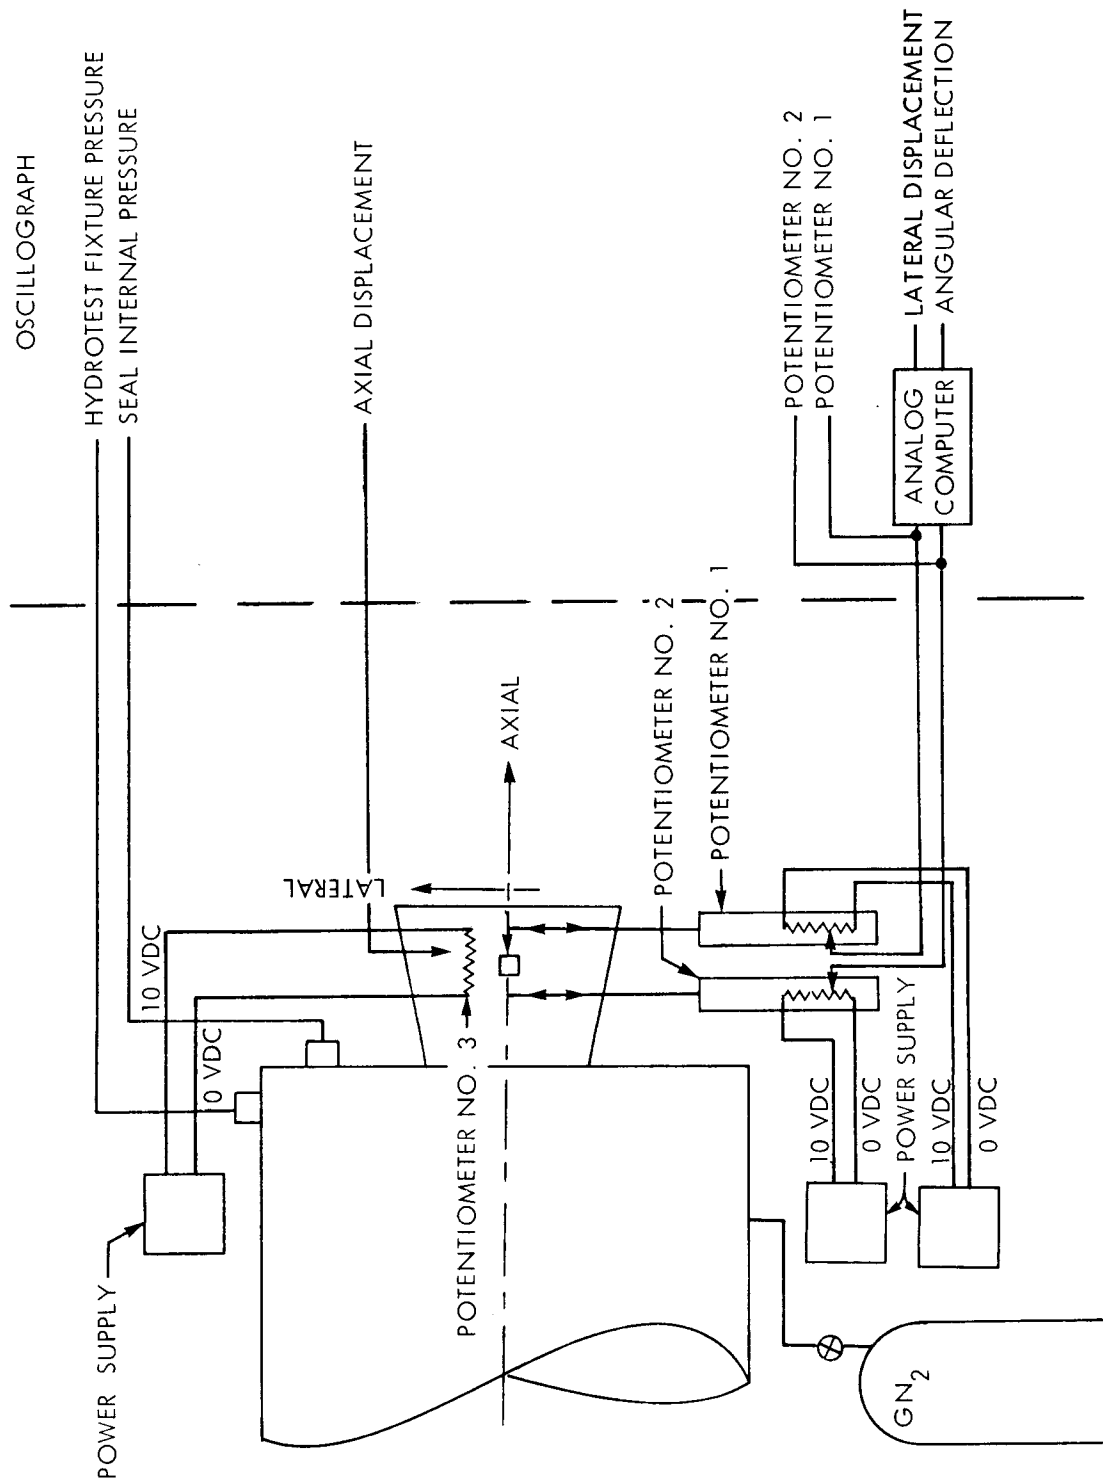 OSCILLOGRAPH
HYDROTEST FIXTURE PRESSURE
SEAL INTERNAL PRESSURE
AXIAL DISPLACEMENT
POTENTIOMETER NO. 2
POTENTIOMETER NO. 1
LATERAL DISPLACEMENT
ANGULAR DEFLECTION
ANALOG
COMPUTER
POWER SUPPLY
10 VDC
0 VDC
LATERAL
AXIAL
POTENTIOMETER NO. 3
POTENTIOMETER NO. 2
POTENTIOMETER NO. 1
10 VDC
0 VDC
POWER SUPPLY
10 VDC
0 VDC
GN2